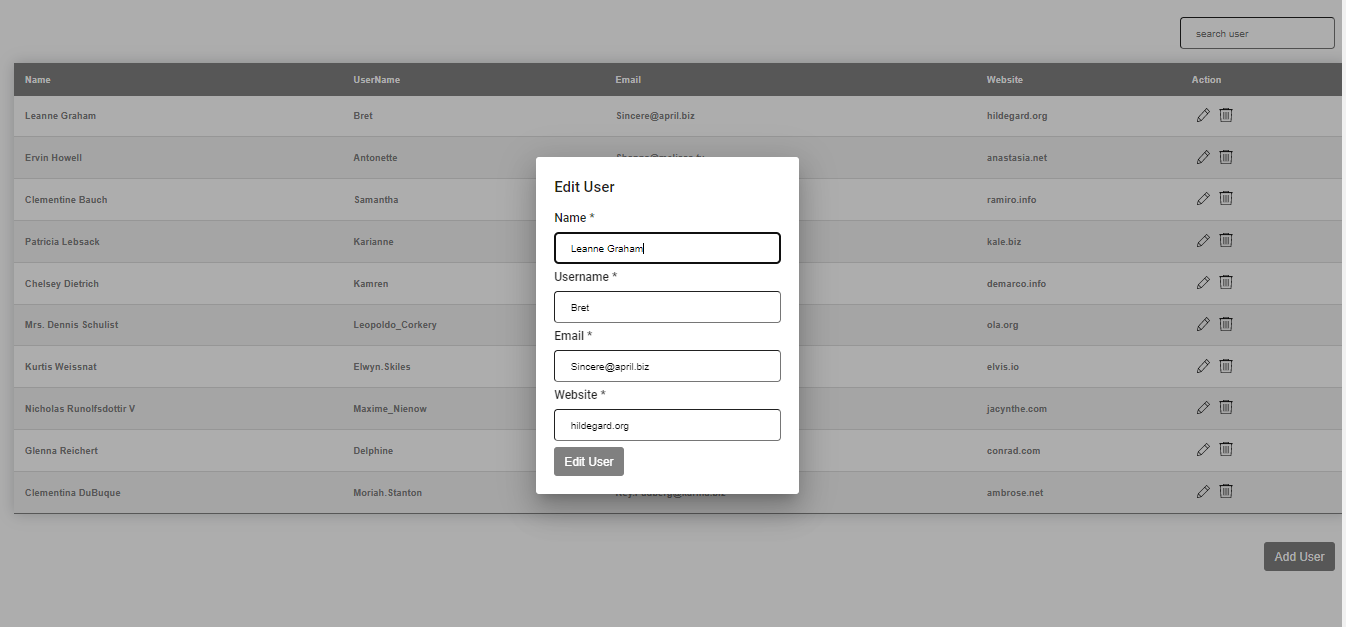 search user
Name UserName Email Website Action
Leanne Graham Bret Sincere@april.biz hildegard.org
Ervin Howell Antonette anastasia.net
Clementine Bauch Samantha ramiro.info
Patricia Lebsack Karianne kale.biz
Chelsey Dietrich Kamren demarco.info
Mrs. Dennis Schulist Leopoldo_Corkery ola.org
Kurtis Weissnat Elwyn.Skiles elvis.io
Nicholas Runolfsdottir V Maxime_Nienow jacynthe.com
Glenna Reichert Delphine conrad.com
Clementina DuBuque Moriah.Stanton ambrose.net
Edit User
Name *
Leanne Graham
Username *
Bret
Email *
Sincere@april.biz
Website *
hildegard.org
Edit User
Add User